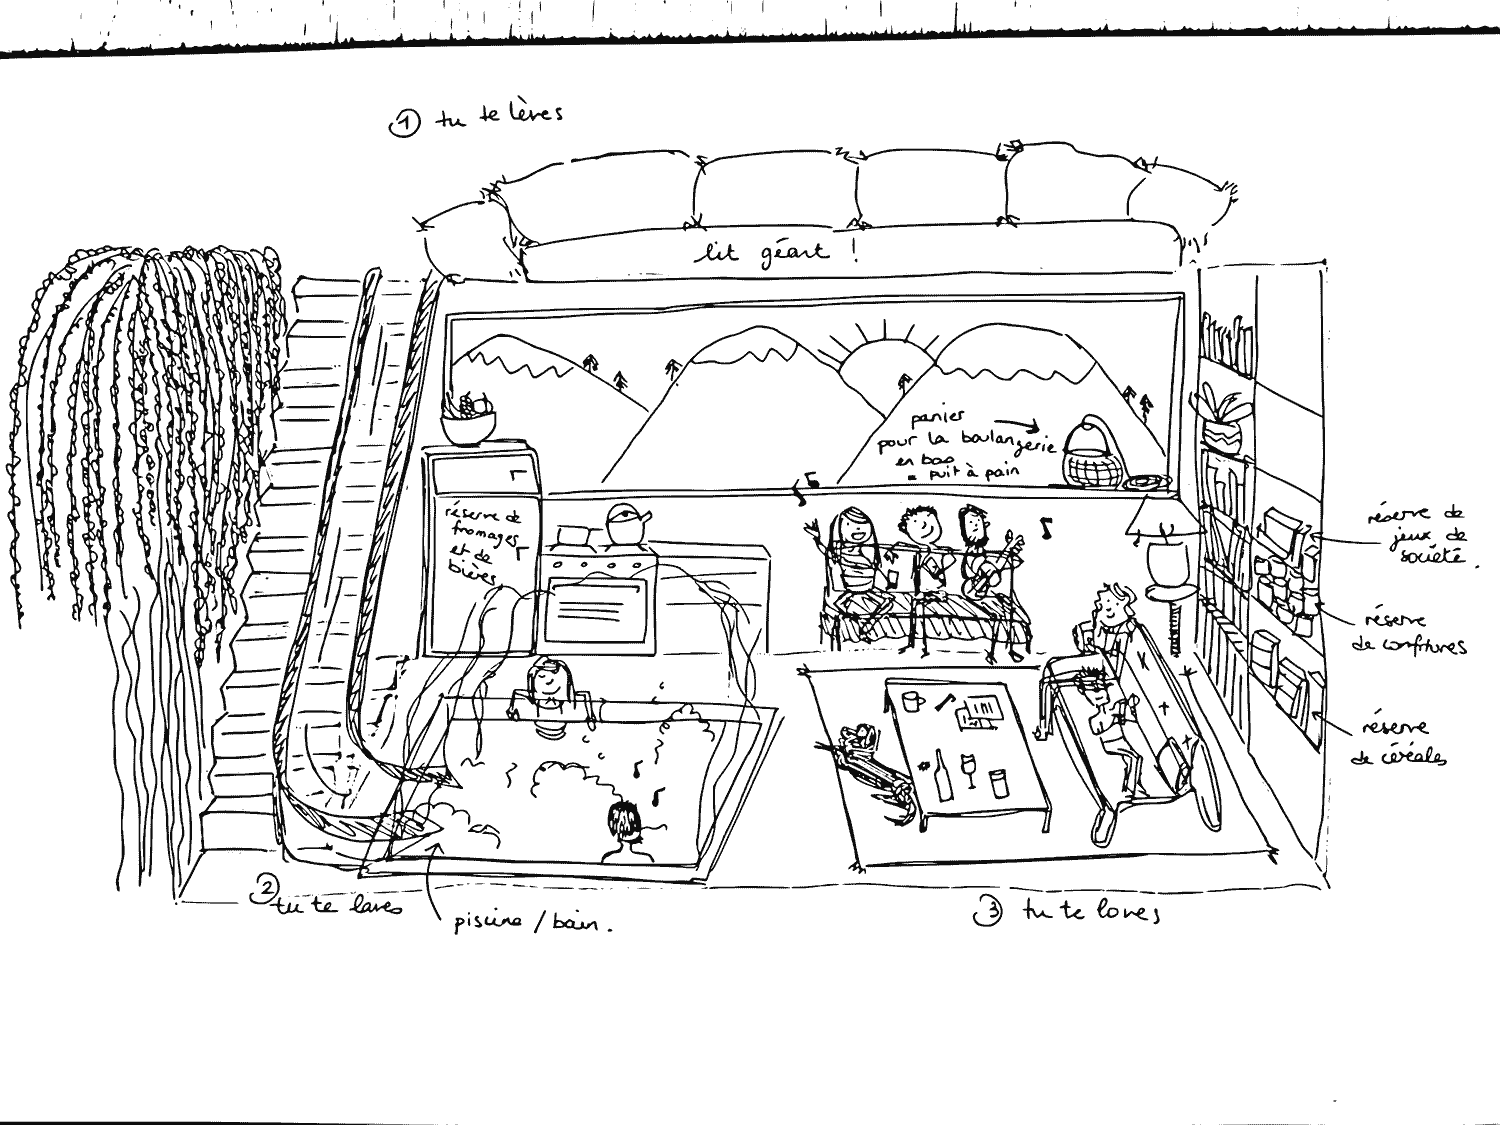 ① tu te lèves
lit géant !
panier
pour la boulangerie
en bas
= puit à pain
réserve de
fromages
et de
bières
réserve de
jeux de
société.
réserve
de confitures
réserve
de céréales
② tu te laves
piscine / bain.
③ tu te loves